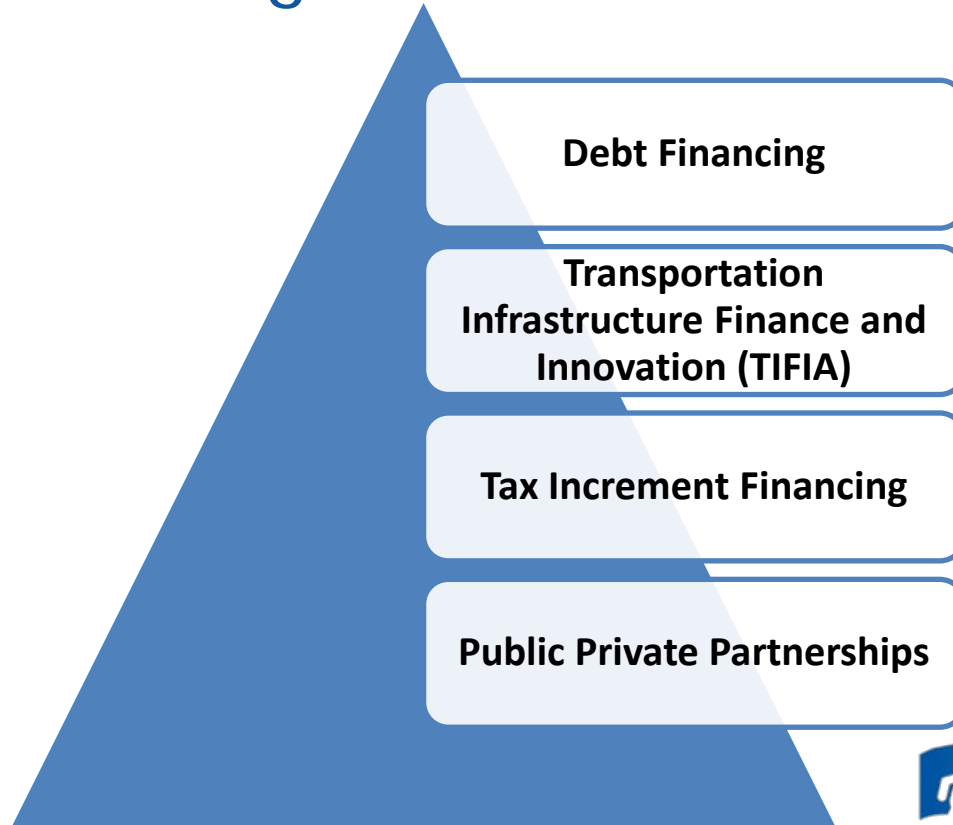 Debt Financing
Transportation
Infrastructure Finance and
Innovation (TIFIA)
Tax Increment Financing
Public Private Partnerships